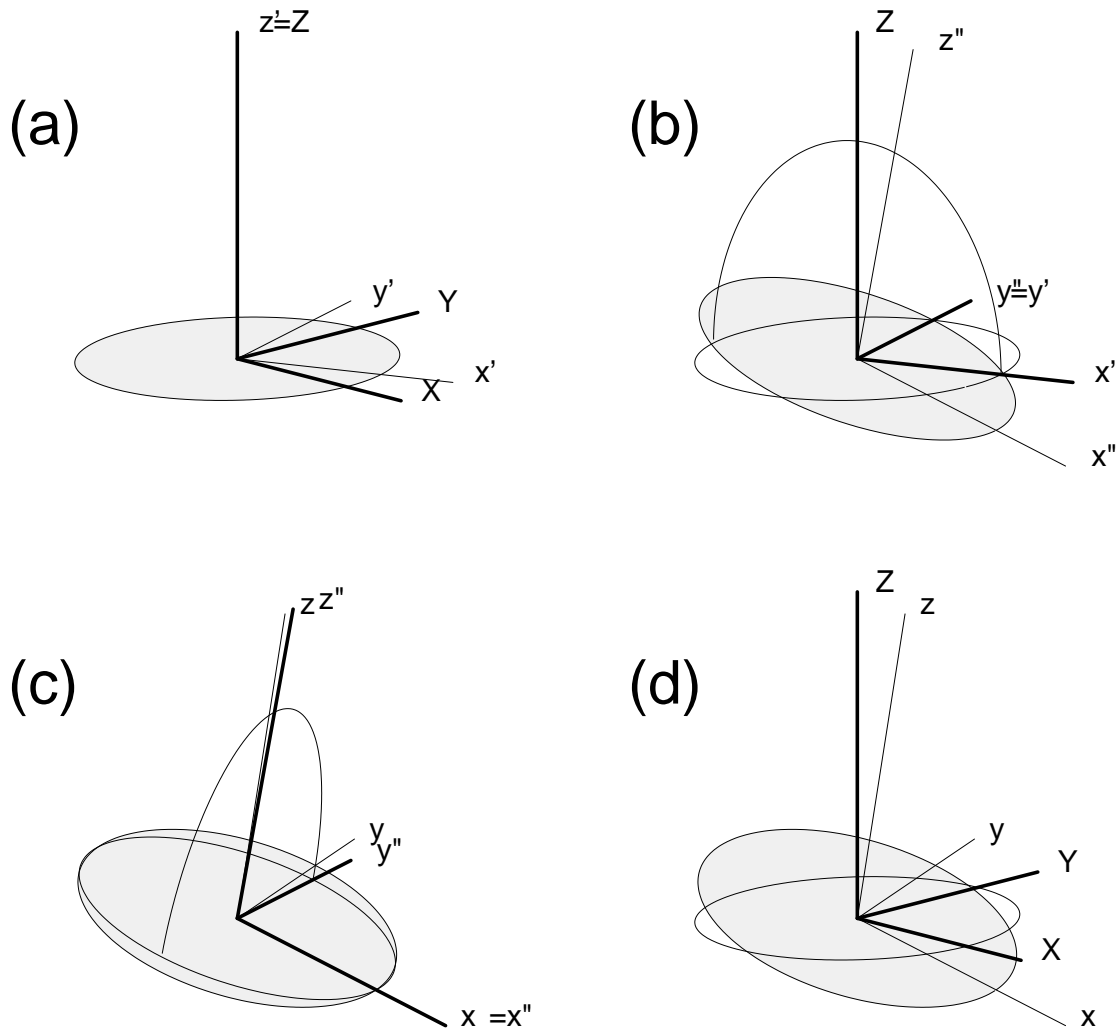 z'=Z
(a)
y'
Y
x'
X
Z
z"
(b)
y"=y'
x'
x"
z z"
(c)
y
y"
x =x"
Z
z
(d)
y
Y
X
x